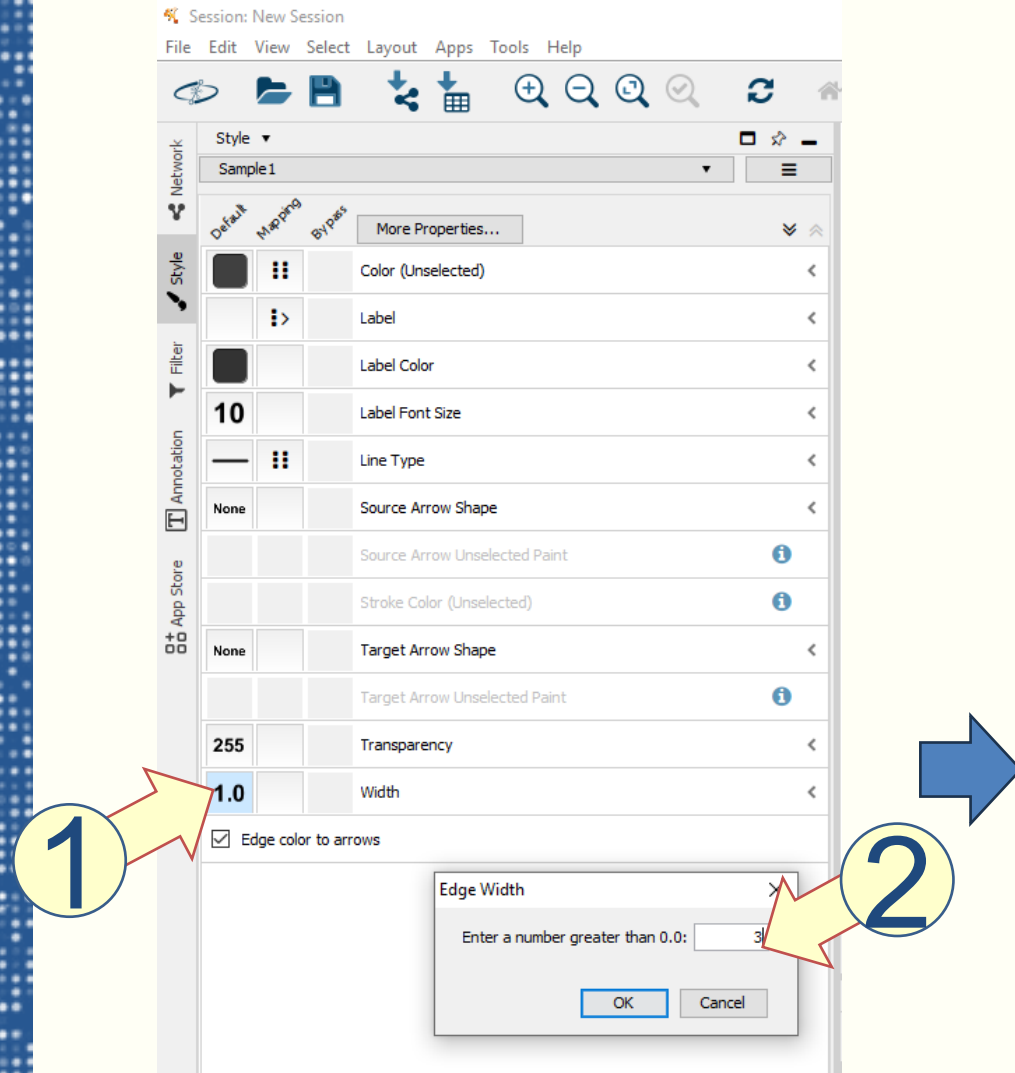 Session: New Session
File Edit View Select Layout Apps Tools Help
Style
Sample1
Default Mapping Bypass More Properties...
Network
Style
Filter
Annotation
App Store
Color (Unselected)
Label
Label Color
10 Label Font Size
Line Type
None Source Arrow Shape
Source Arrow Unselected Paint
Stroke Color (Unselected)
None Target Arrow Shape
Target Arrow Unselected Paint
255 Transparency
1.0 Width
Edge color to arrows
1
Edge Width
2
Enter a number greater than 0.0: 3
OK Cancel